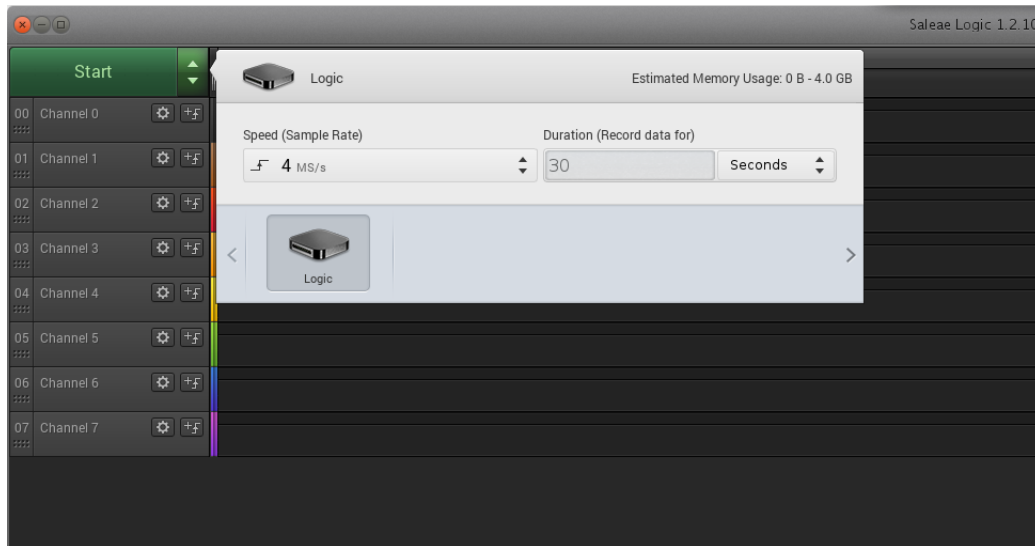 Saleae Logic 1.2.10
Start
Logic
Estimated Memory Usage: 0 B - 4.0 GB
Speed (Sample Rate)
Duration (Record data for)
4 MS/s
30
Seconds
Logic
00 Channel 0
01 Channel 1
02 Channel 2
03 Channel 3
04 Channel 4
05 Channel 5
06 Channel 6
07 Channel 7